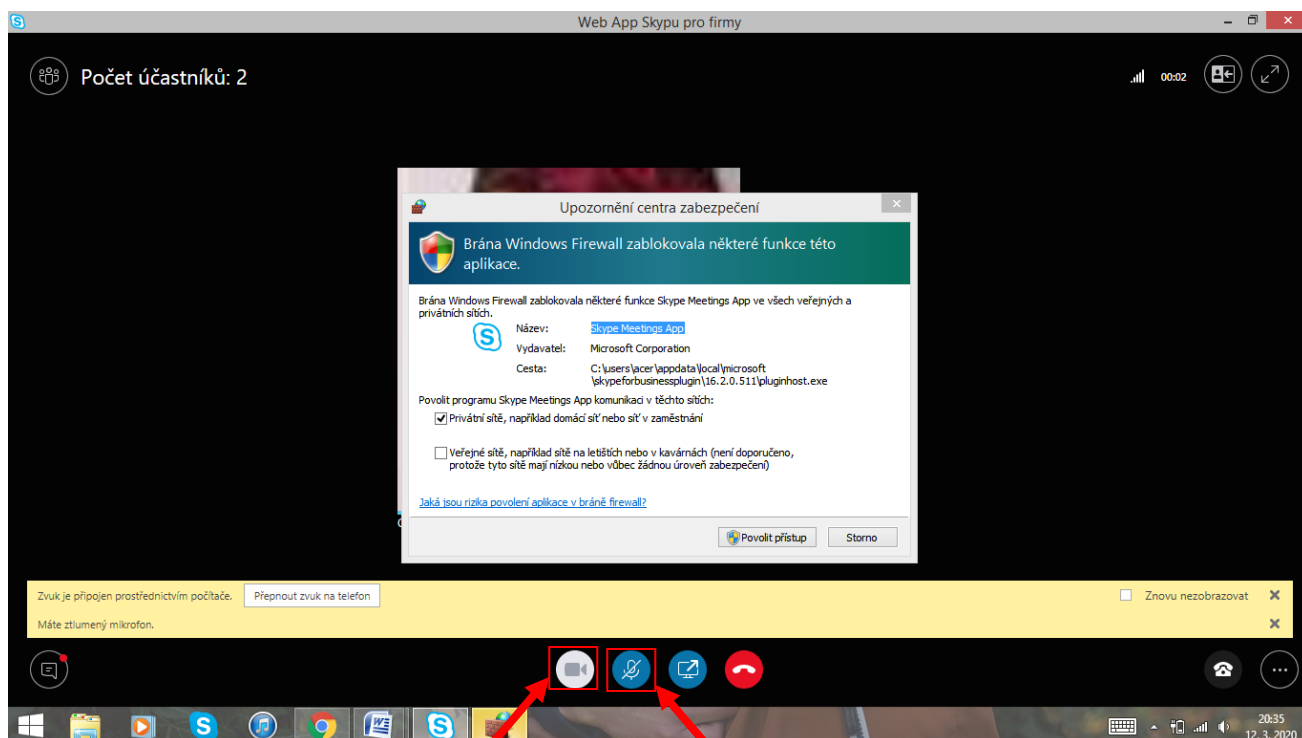 Web App Skypu pro firmy
Počet účastníků: 2
00:02
Upozornění centra zabezpečení
Brána Windows Firewall zablokovala některé funkce této
aplikace.
Brána Windows Firewall zablokovala některé funkce Skype Meetings App ve všech veřejných a
privátních sítích.
Název: Skype Meetings App
Vydavatel: Microsoft Corporation
Cesta: C:\users\acer\appdata\local\microsoft
\skypeforbusinessplugin\16.2.0.511\pluginhost.exe
Povolit programu Skype Meetings App komunikaci v těchto sítích:
Privátní sítě, například domácí síť nebo síť v zaměstnání
Veřejné sítě, například sítě na letištích nebo v kavárnách (není doporučeno,
protože tyto sítě mají nízkou nebo vůbec žádnou úroveň zabezpečení)
Jaká jsou rizika povolení aplikace v bráně firewall?
Povolit přístup Storno
Zvuk je připojen prostřednictvím počítače. Přepnout zvuk na telefon Znovu nezobrazovat
Máte ztlumený mikrofon.
20:35
12. 3. 2020